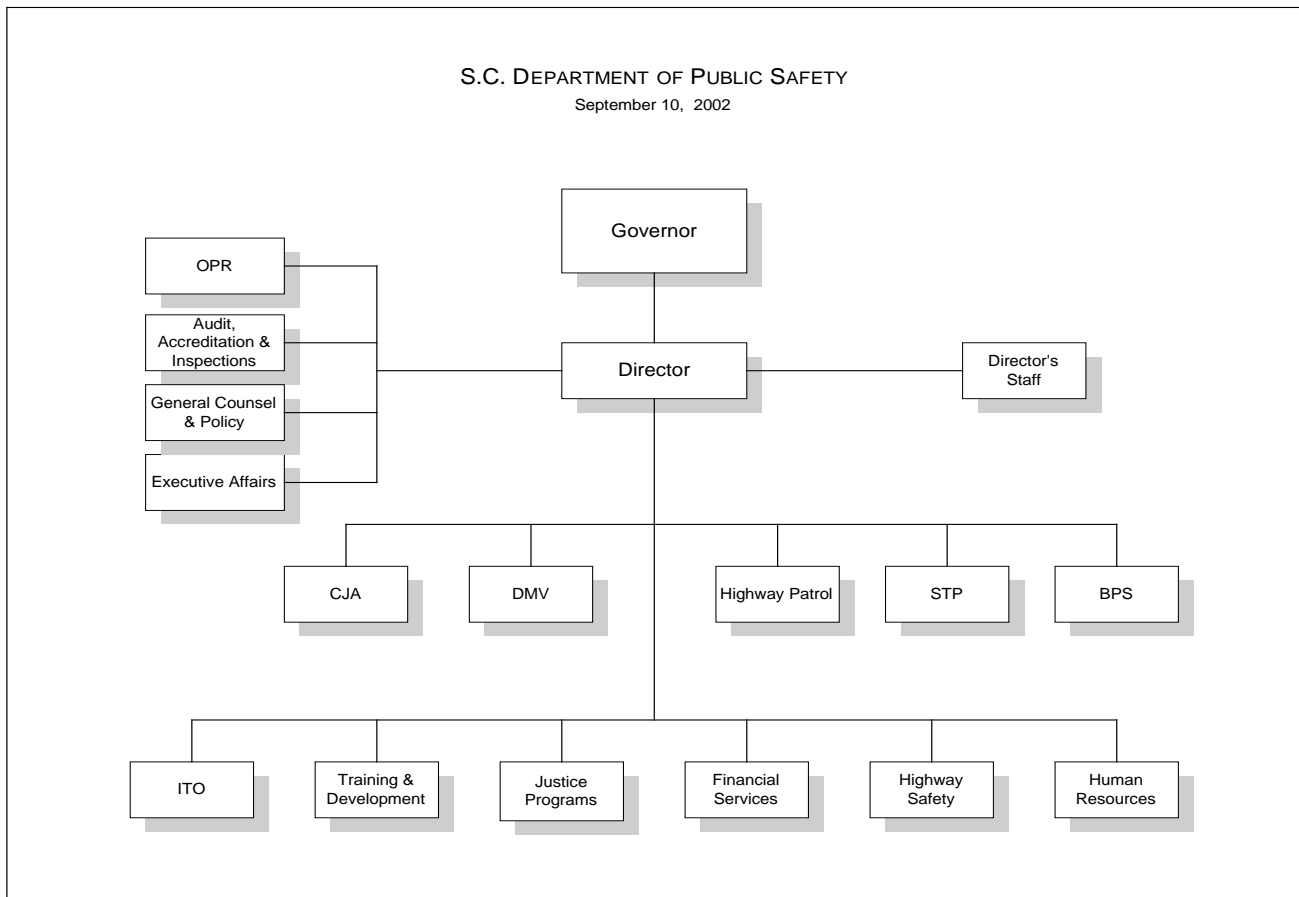 S.C. DEPARTMENT OF PUBLIC SAFETY
September 10, 2002
Governor
OPR
Audit,
Accreditation &
Inspections
General Counsel
& Policy
Executive Affairs
Director
Director's
Staff
CJA
DMV
Highway Patrol
STP
BPS
ITO
Training &
Development
Justice
Programs
Financial
Services
Highway
Safety
Human
Resources